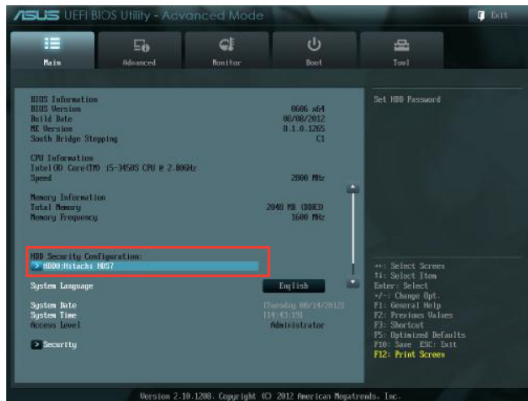 ASUS UEFI BIOS Utility - Advanced Mode
Exit
Main
Advanced
Monitor
Boot
Tool
BIOS Information
BIOS Version 0606 x64
Build Date 08/08/2012
ME Version 8.1.0.1265
South Bridge Stepping C1
CPU Information
Intel(R) Core(TM) i5-3450S CPU @ 2.80GHz
Speed 2800 MHz
Memory Information
Total Memory 2048 MB (DDR3)
Memory Frequency 1600 MHz
HDD Security Configuration:
> HDD0:Hitachi HDS7
System Language English
System Date [Tuesday 08/14/2012]
System Time [14:43:19]
Access Level Administrator
> Security
Set HDD Password
→←: Select Screen
↑↓: Select Item
Enter: Select
+/-: Change Opt.
F1: General Help
F2: Previous Values
F3: Shortcut
F5: Optimized Defaults
F10: Save ESC: Exit
F12: Print Screen
Version 2.10.1208. Copyright (C) 2012 American Megatrends, Inc.